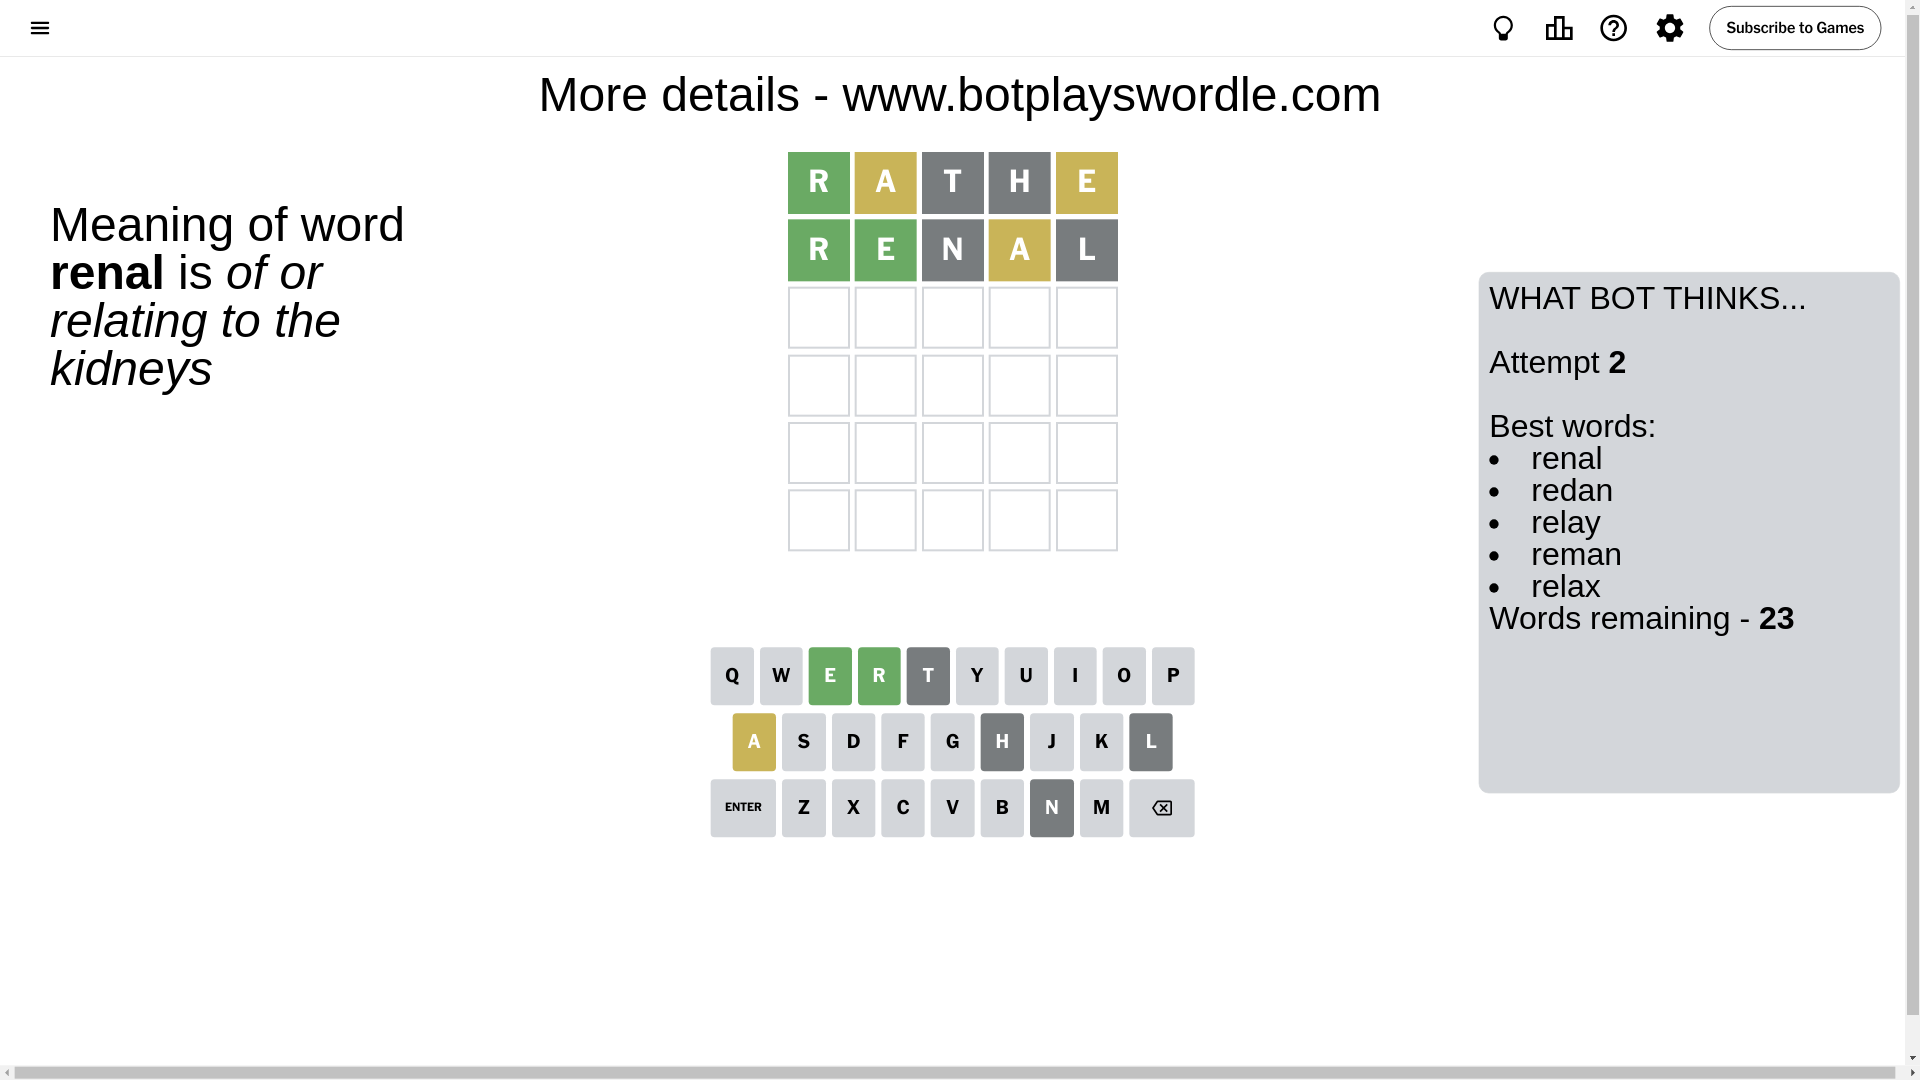 Subscribe to Games
More details - www.botplayswordle.com
Meaning of word
renal is of or
relating to the
kidneys
R A T H E
R E N A L
WHAT BOT THINKS...
Attempt 2
Best words:
• renal
• redan
• relay
• reman
• relax
Words remaining - 23
Q W E R T Y U I O P
A S D F G H J K L
ENTER Z X C V B N M